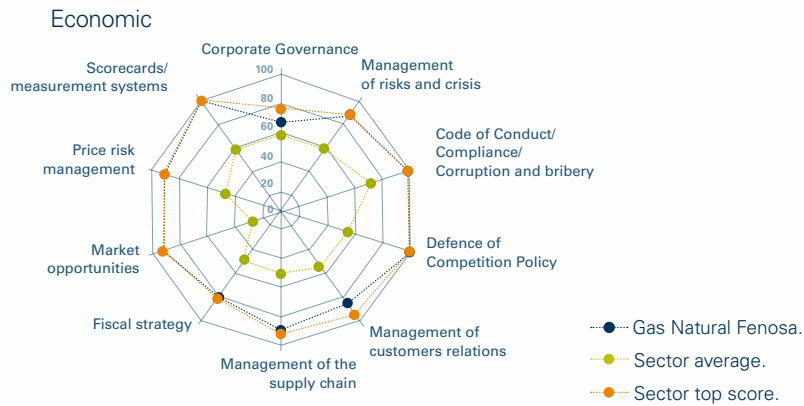 Economic
Corporate Governance
Management
of risks and crisis
Code of Conduct/
Compliance/
Corruption and bribery
Defence of
Competition Policy
Management of
customers relations
Management of the
supply chain
Fiscal strategy
Market
opportunities
Price risk
management
Scorecards/
measurement systems
100
80
60
40
20
0
Gas Natural Fenosa.
Sector average.
Sector top score.